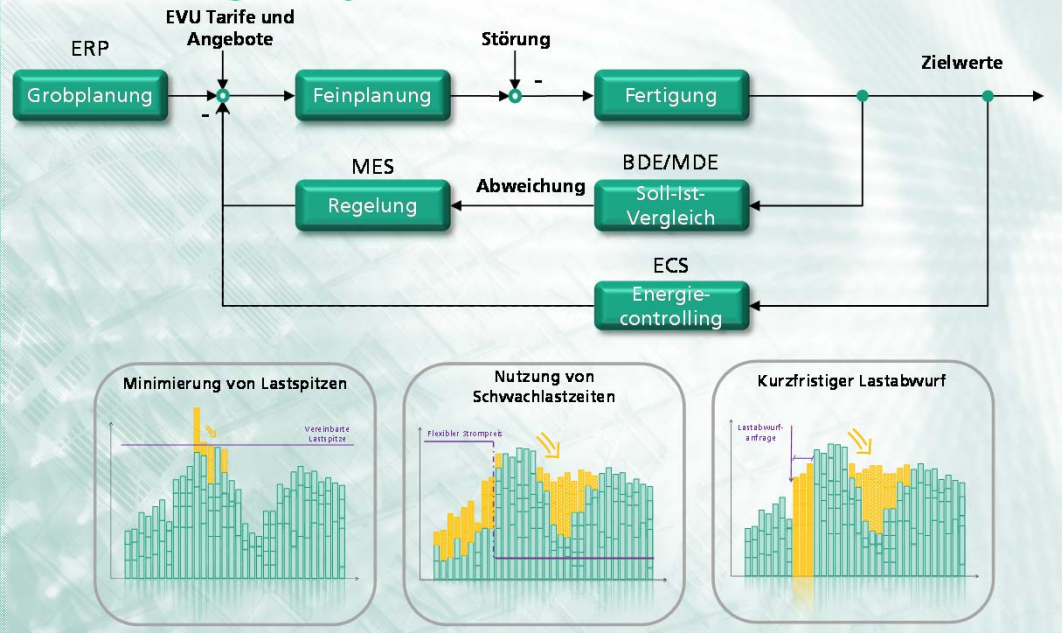 EVU Tarife und
Angebote
ERP
Störung
Zielwerte
Grobplanung
Feinplanung
Fertigung
-
-
MES
BDE/MDE
Regelung
Abweichung
Soll-Ist-
Vergleich
ECS
Energie-
controlling
Minimierung von Lastspitzen
Vereinbarte
Lastspitze
Nutzung von
Schwachlastzeiten
Flexibler Strompreis
Kurzfristiger Lastabwurf
Lastabwurf-
anfrage